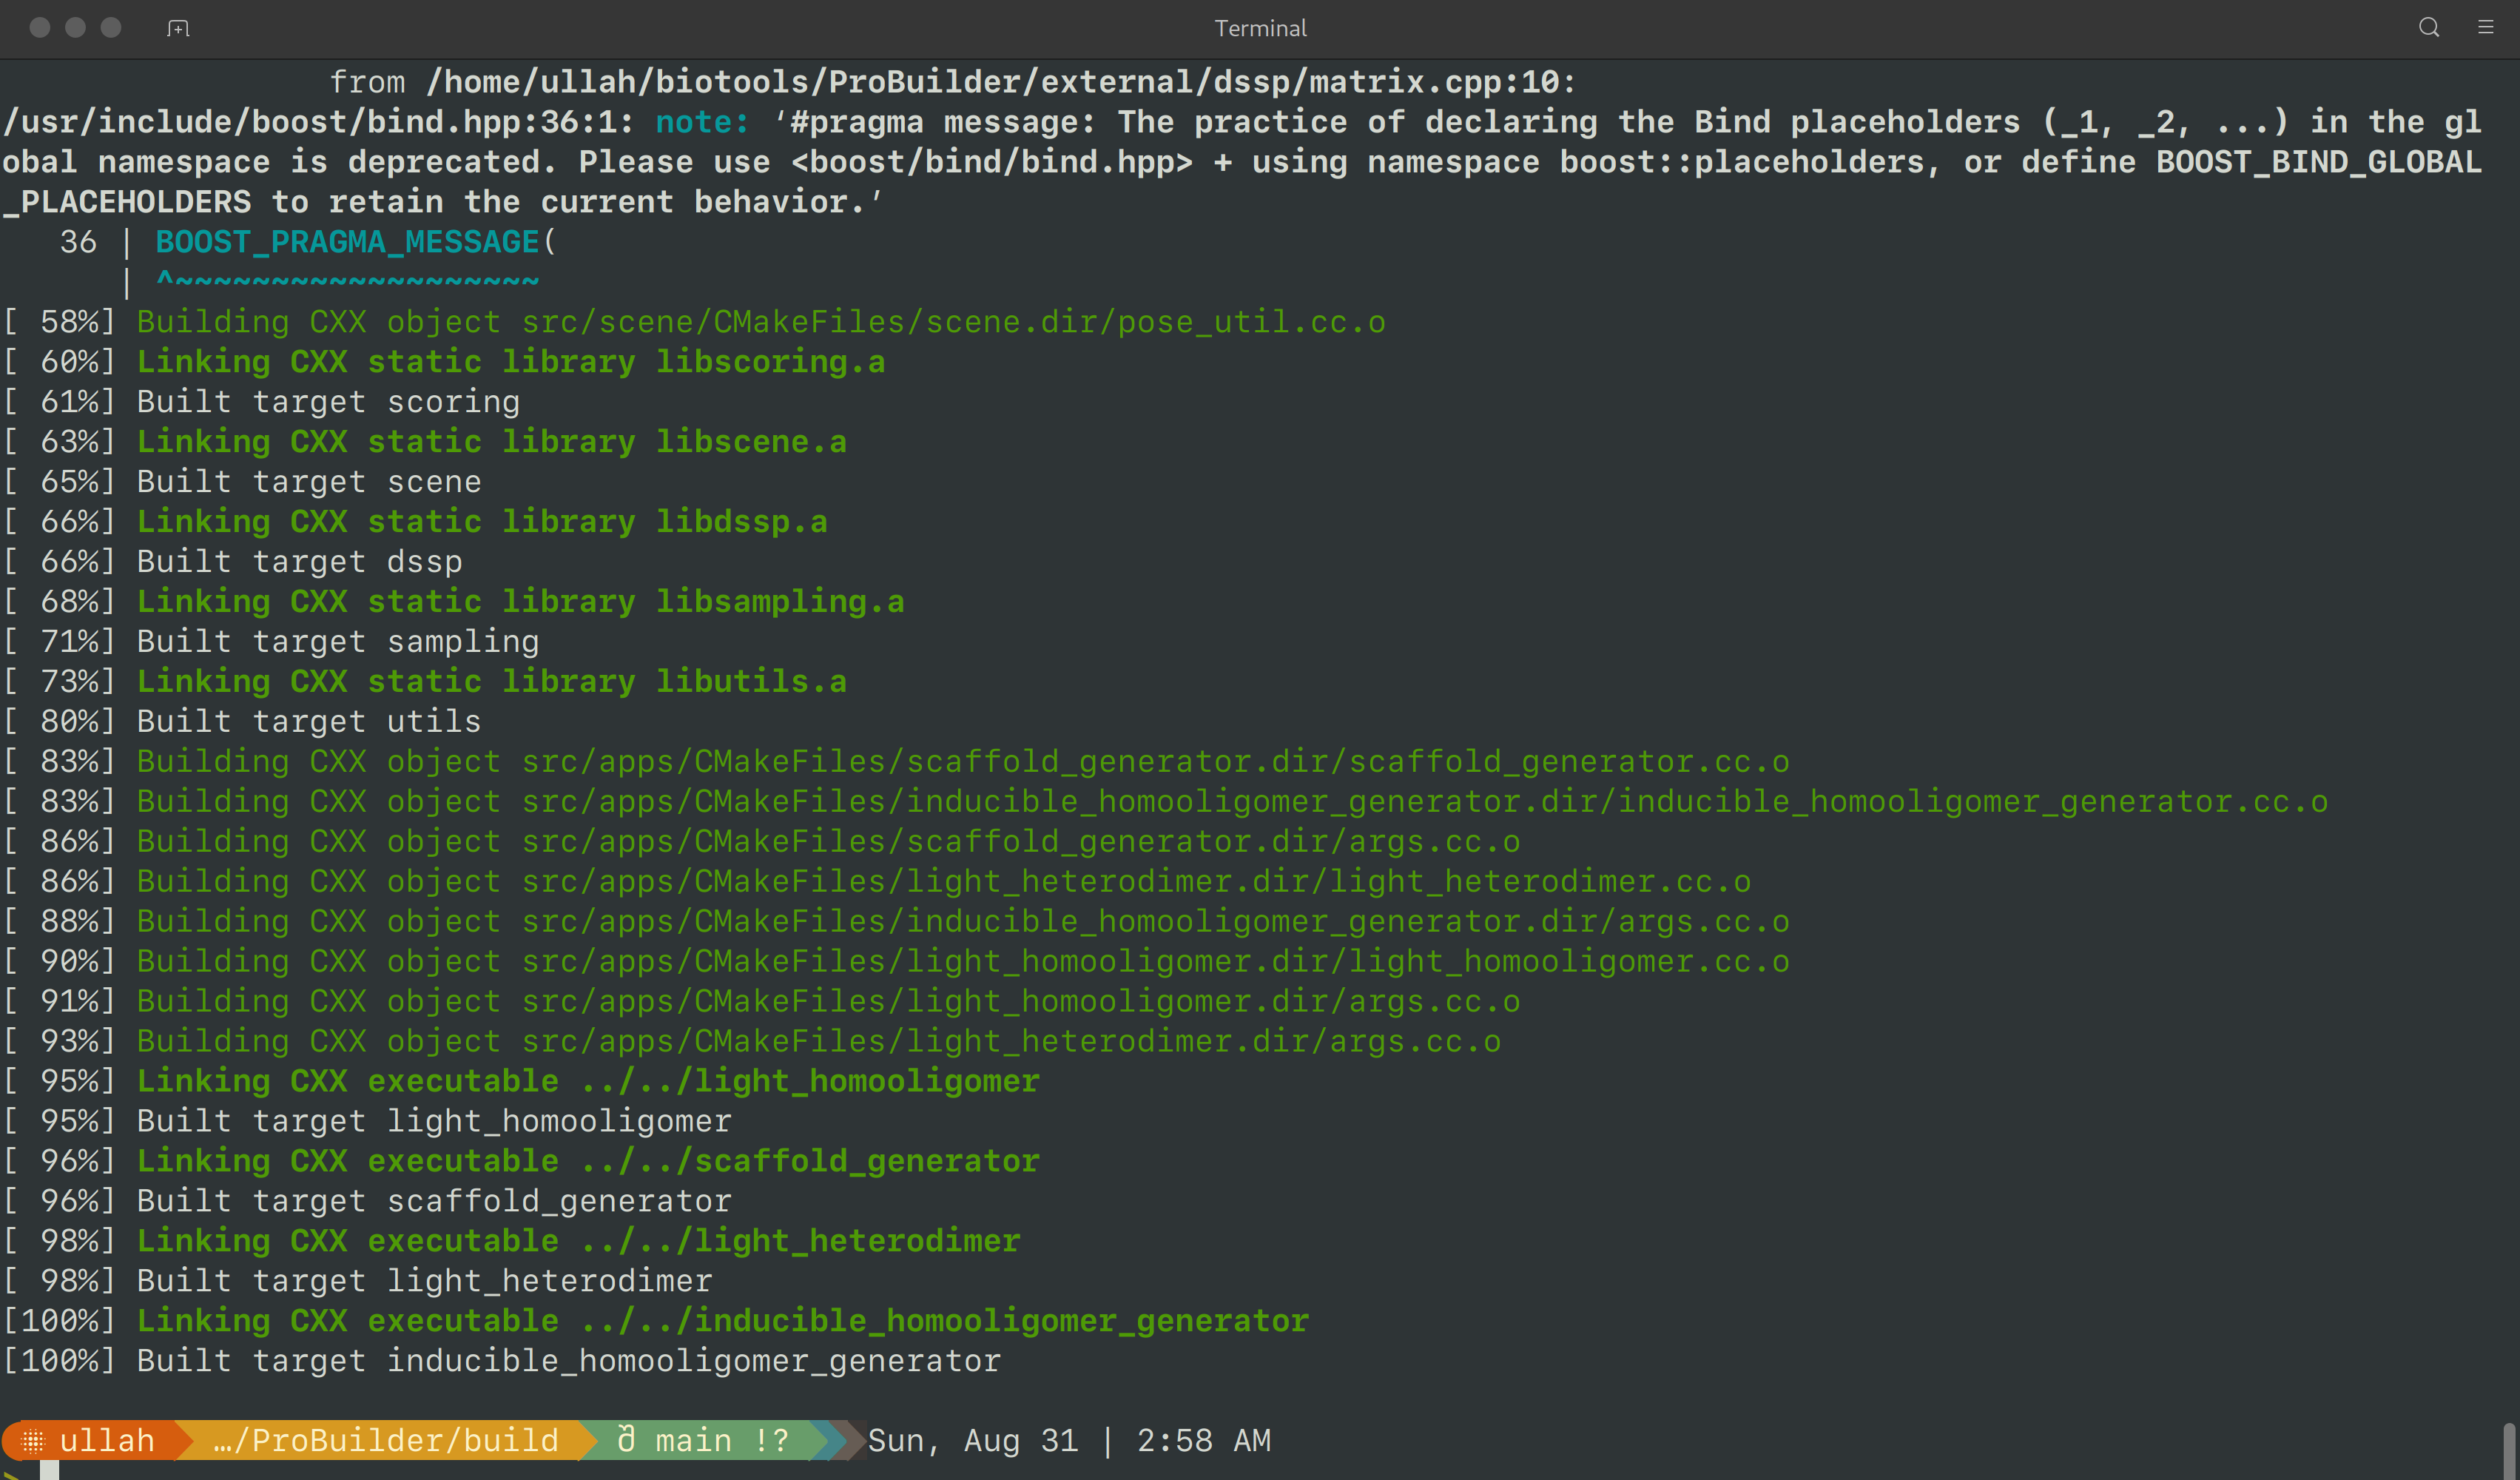 Terminal
from /home/ullah/biotools/ProBuilder/external/dssp/matrix.cpp:10:
/usr/include/boost/bind.hpp:36:1: note: ‘#pragma message: The practice of declaring the Bind placeholders (_1, _2, ...) in the gl
obal namespace is deprecated. Please use <boost/bind/bind.hpp> + using namespace boost::placeholders, or define BOOST_BIND_GLOBAL
_PLACEHOLDERS to retain the current behavior.’
36 | BOOST_PRAGMA_MESSAGE(
| ^~~~~~~~~~~~~~~~~~~~
[ 58%] Building CXX object src/scene/CMakeFiles/scene.dir/pose_util.cc.o
[ 60%] Linking CXX static library libscoring.a
[ 61%] Built target scoring
[ 63%] Linking CXX static library libscene.a
[ 65%] Built target scene
[ 66%] Linking CXX static library libdssp.a
[ 66%] Built target dssp
[ 68%] Linking CXX static library libsampling.a
[ 71%] Built target sampling
[ 73%] Linking CXX static library libutils.a
[ 80%] Built target utils
[ 83%] Building CXX object src/apps/CMakeFiles/scaffold_generator.dir/scaffold_generator.cc.o
[ 83%] Building CXX object src/apps/CMakeFiles/inducible_homooligomer_generator.dir/inducible_homooligomer_generator.cc.o
[ 86%] Building CXX object src/apps/CMakeFiles/scaffold_generator.dir/args.cc.o
[ 86%] Building CXX object src/apps/CMakeFiles/light_heterodimer.dir/light_heterodimer.cc.o
[ 88%] Building CXX object src/apps/CMakeFiles/inducible_homooligomer_generator.dir/args.cc.o
[ 90%] Building CXX object src/apps/CMakeFiles/light_homooligomer.dir/light_homooligomer.cc.o
[ 91%] Building CXX object src/apps/CMakeFiles/light_homooligomer.dir/args.cc.o
[ 93%] Building CXX object src/apps/CMakeFiles/light_heterodimer.dir/args.cc.o
[ 95%] Linking CXX executable ../../light_homooligomer
[ 95%] Built target light_homooligomer
[ 96%] Linking CXX executable ../../scaffold_generator
[ 96%] Built target scaffold_generator
[ 98%] Linking CXX executable ../../light_heterodimer
[ 98%] Built target light_heterodimer
[100%] Linking CXX executable ../../inducible_homooligomer_generator
[100%] Built target inducible_homooligomer_generator
ullah …/ProBuilder/build main !? Sun, Aug 31 | 2:58 AM